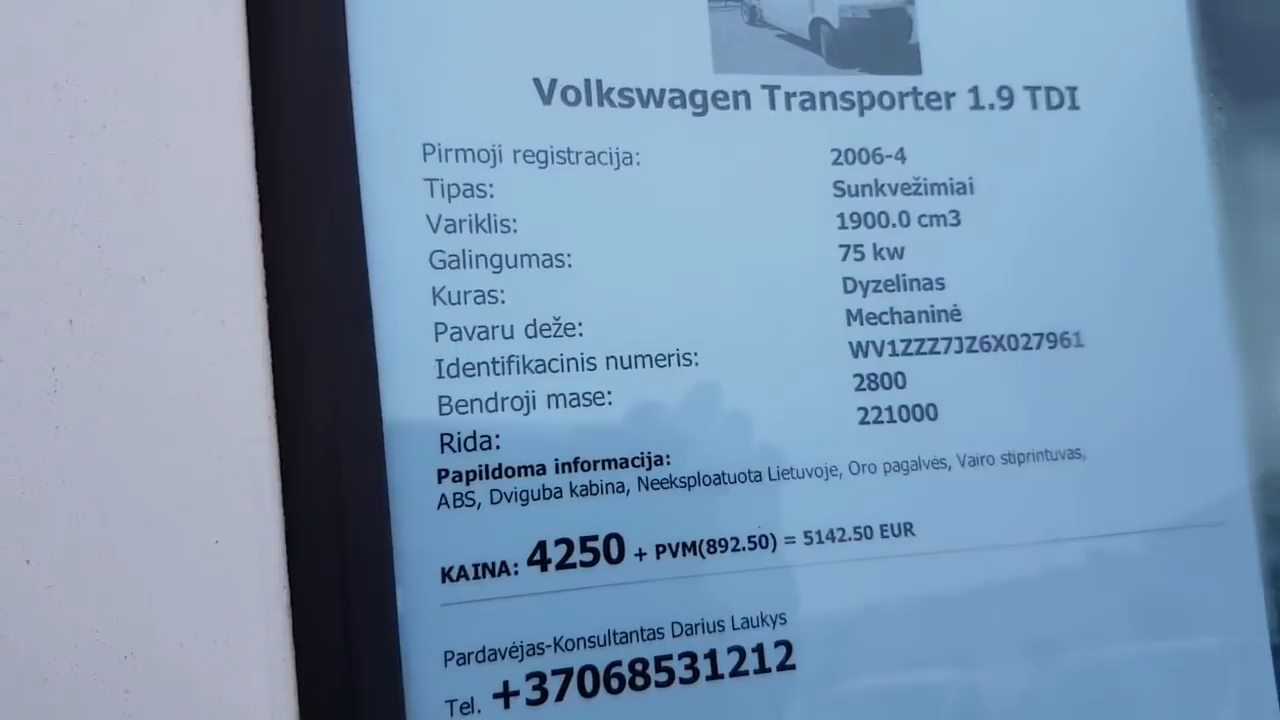 Volkswagen Transporter 1.9 TDI
Pirmoji registracija: 2006-4
Tipas: Sunkvežimiai
Variklis: 1900.0 cm3
Galingumas: 75 kw
Kuras: Dyzelinas
Pavaru deže: Mechaninė
Identifikacinis numeris: WV1ZZZ7JZ6X027961
Bendroji mase: 2800
Rida: 221000
Papildoma informacija:
ABS, Dviguba kabina, Neeksploatuota Lietuvoje, Oro pagalvės, Vairo stiprintuvas,
KAINA: 4250 + PVM(892.50) = 5142.50 EUR
Pardavėjas-Konsultantas Darius Laukys
Tel. +37068531212